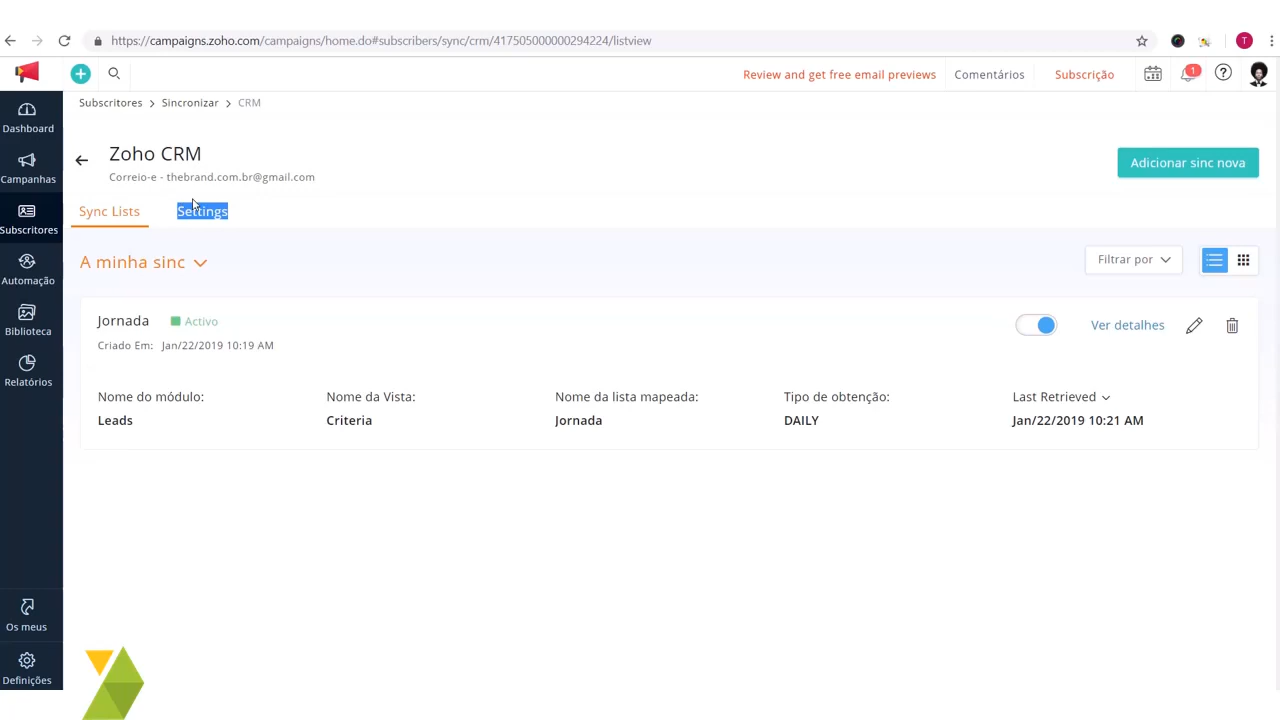 https://campaigns.zoho.com/campaigns/home.do#subscribers/sync/crm/417505000000294224/listview
T
Review and get free email previews
Comentários
Subscrição
1
Subscritores > Sincronizar > CRM
Dashboard
Campanhas
Subscritores
Automação
Biblioteca
Relatórios
Os meus
Definições
Zoho CRM
Correio-e - thebrand.com.br@gmail.com
Adicionar sinc nova
Sync Lists
Settings
A minha sinc
Filtrar por
Jornada
Activo
Criado Em: Jan/22/2019 10:19 AM
Ver detalhes
Nome do módulo:
Leads
Nome da Vista:
Criteria
Nome da lista mapeada:
Jornada
Tipo de obtenção:
DAILY
Last Retrieved
Jan/22/2019 10:21 AM